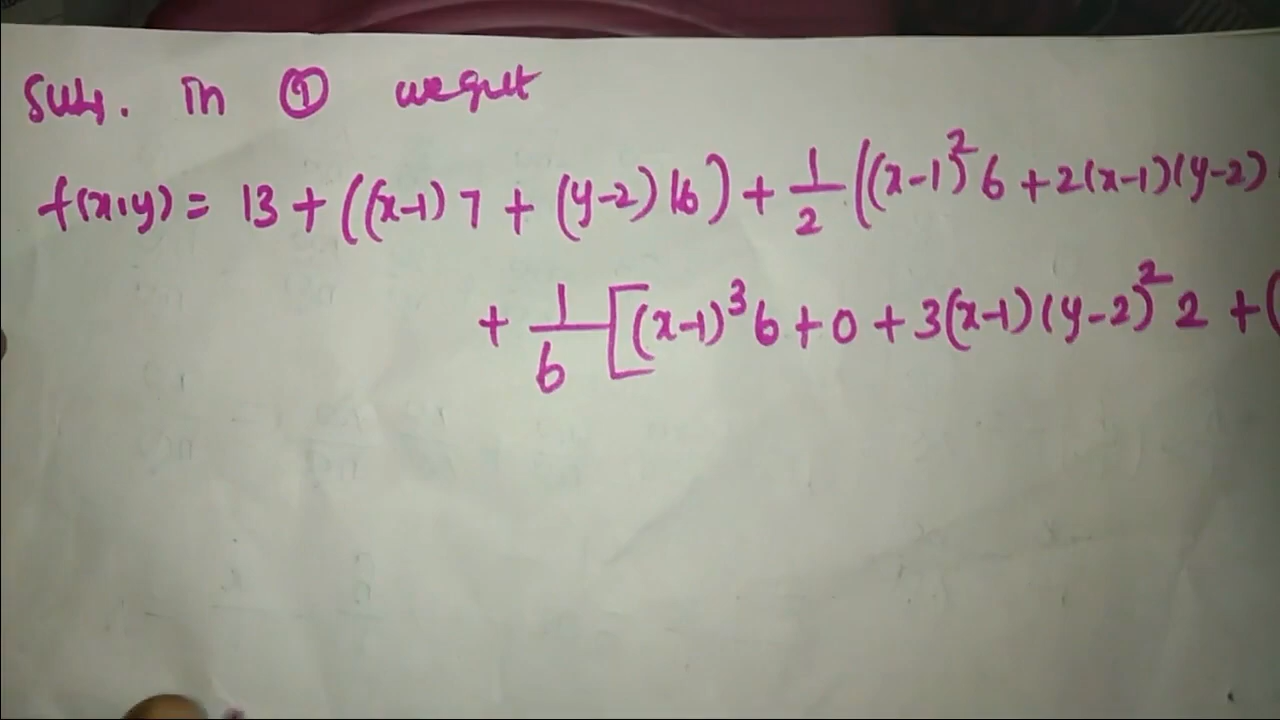 Subs. in ① we get
f(x,y) = 13 + ((x-1) 7 + (y-2) 16) + 1/2 ((x-1)² 6 + 2(x-1)(y-2)
+ 1/6 [(x-1)³ 6 + 0 + 3(x-1)(y-2)² 2 + (